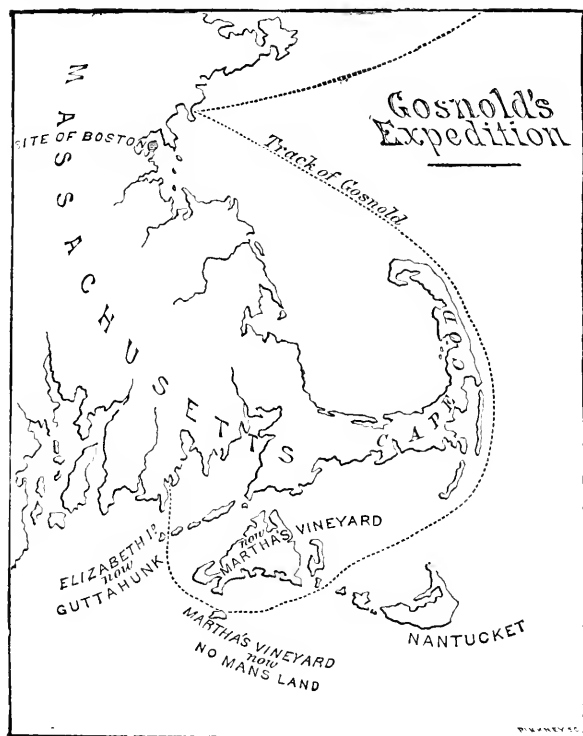 Gosnold's
Expedition
MASSACHUSETTS
SITE OF BOSTON
Track of Gosnold
CAPE COD
ELIZABETH Iᴰ
now
GUTTAHUNK
now
MARTHA'S VINEYARD
MARTHA'S VINEYARD
now
NO MANS LAND
NANTUCKET